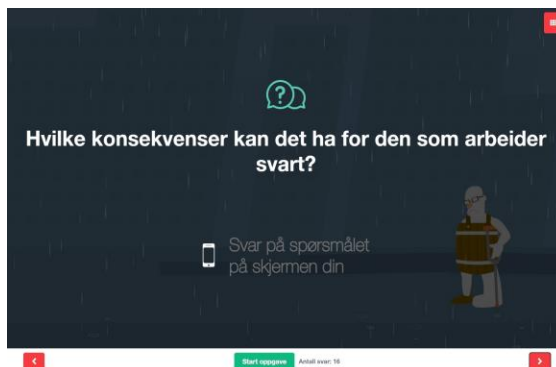 Hvilke konsekvenser kan det ha for den som arbeider
svart?
Svar på spørsmålet
på skjermen din
Start oppgave Antall svar: 16